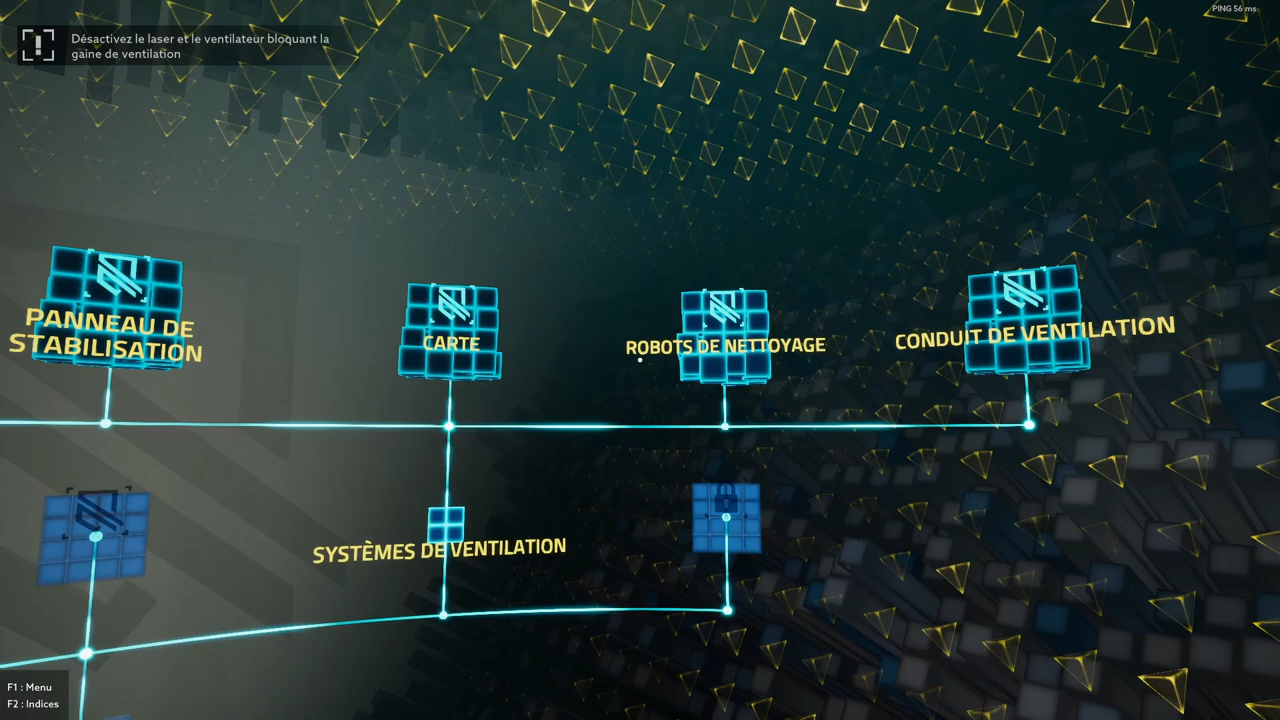 PING 56 ms
Désactivez le laser et le ventilateur bloquant la
gaine de ventilation
PANNEAU DE
STABILISATION
CARTE
ROBOTS DE NETTOYAGE
CONDUIT DE VENTILATION
SYSTÈMES DE VENTILATION
F1 : Menu
F2 : Indices